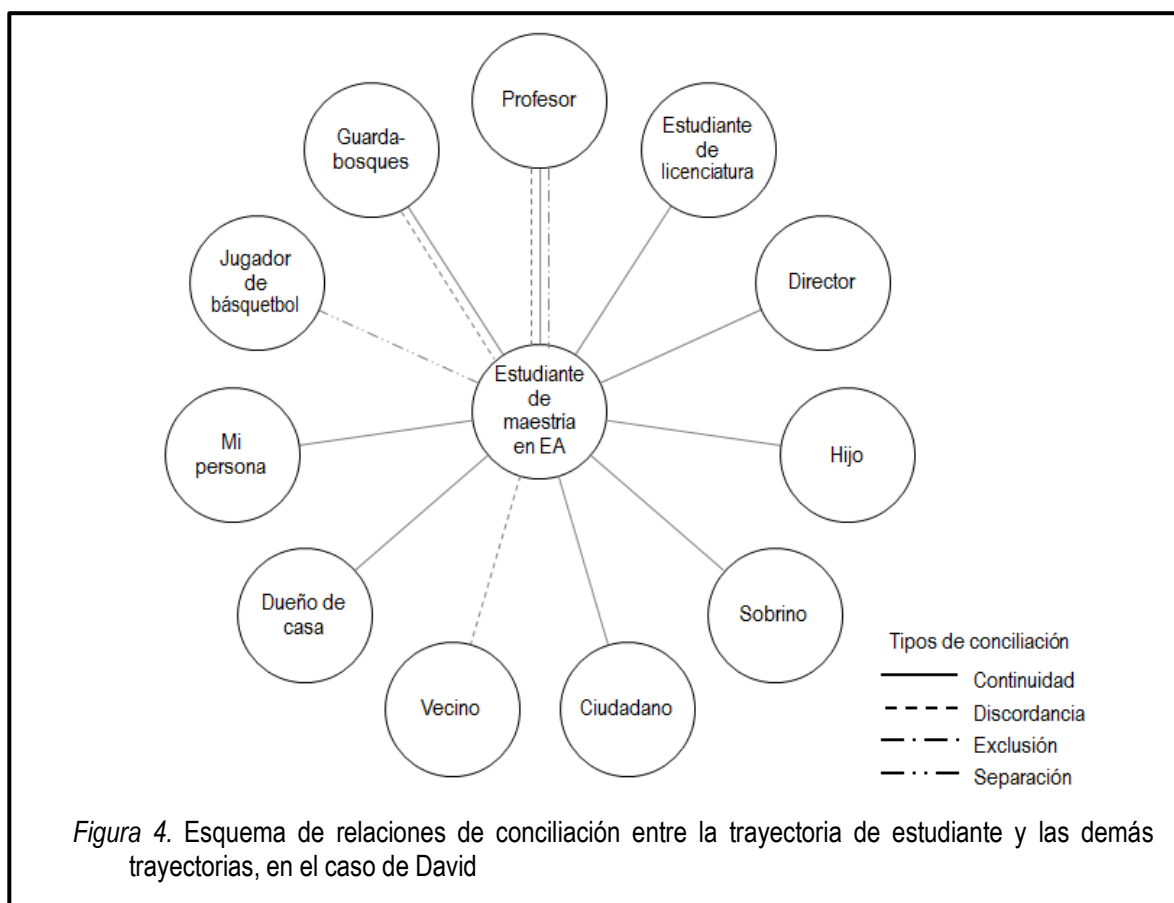 Profesor
Guarda-
bosques
Estudiante
de
licenciatura
Jugador
de
básquetbol
Director
Estudiante
de
maestría
en EA
Mi
persona
Hijo
Dueño de
casa
Sobrino
Vecino
Ciudadano
Tipos de conciliación
Continuidad
Discordancia
Exclusión
Separación
Figura 4. Esquema de relaciones de conciliación entre la trayectoria de estudiante y las demás
trayectorias, en el caso de David